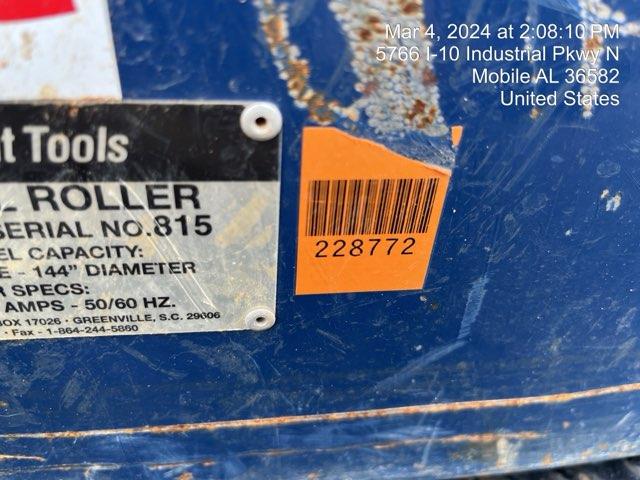 Mar 4, 2024 at 2:08:10 PM
5766 I-10 Industrial Pkwy N
Mobile AL 36582
United States
t Tools
ROLLER
SERIAL NO.815
EL CAPACITY:
E - 144" DIAMETER
R SPECS:
AMPS - 50/60 HZ.
BOX 17026 • GREENVILLE, S.C. 29606
• Fax - 1-864-244-5860
228772